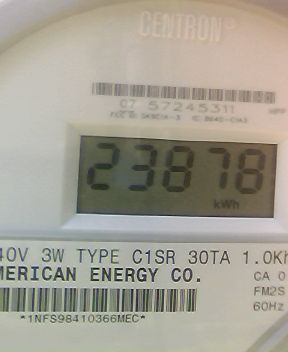 CENTRON®
07 57245311
23878
kWh
40V 3W TYPE C1SR 30TA 1.0Kh
MERICAN ENERGY CO.
CA 0
FM2S
60Hz
*1NFS98410366MEC*